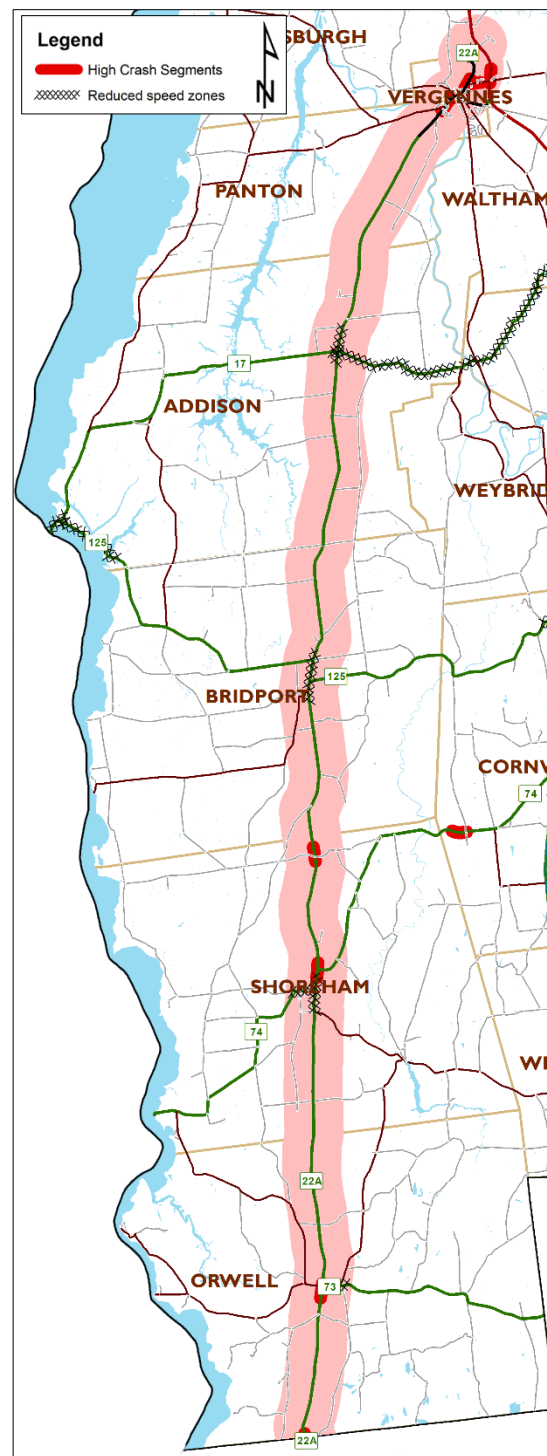 Legend
High Crash Segments
Reduced speed zones
N
SBURGH
22A
VERGENNES
PANTON
WALTHAM
17
ADDISON
WEYBRID
125
125
BRIDPORT
CORNW
74
SHOREHAM
74
WH
22A
ORWELL
73
22A